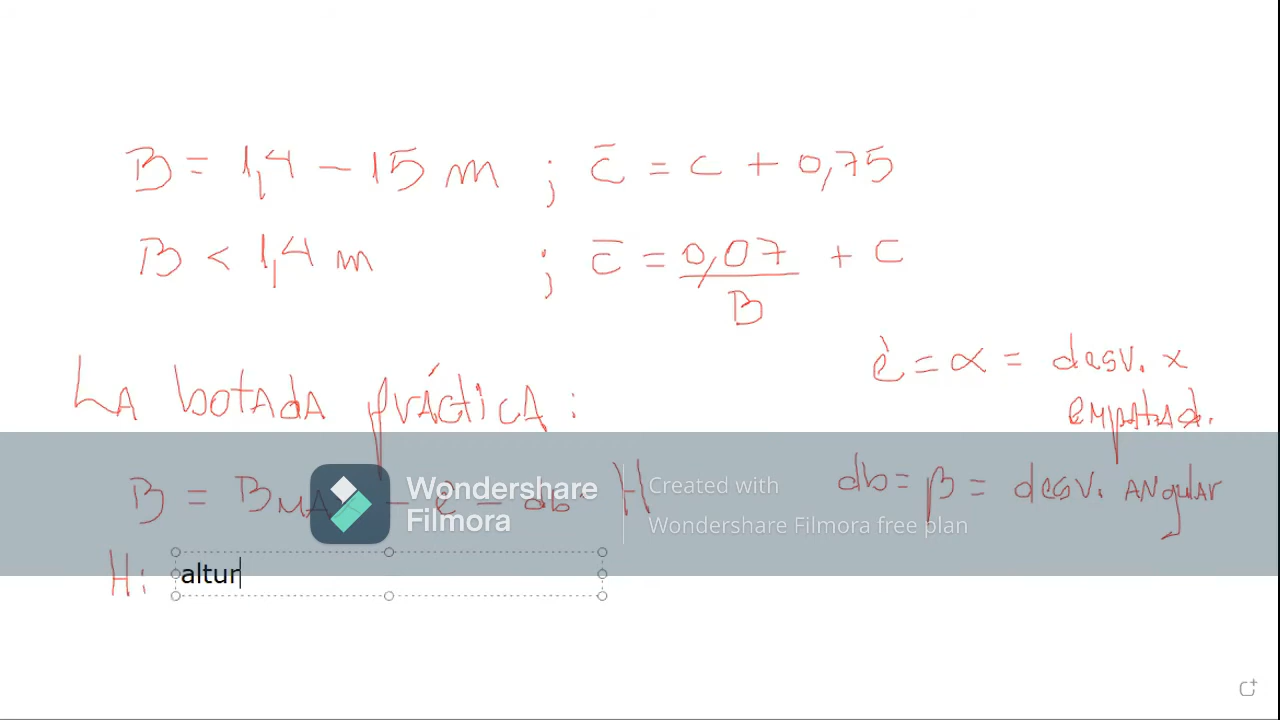 B = 1,4 - 15 m ; c̄ = c + 0,75
B < 1,4 m ; c̄ = 0,07 / B + c
è = α = desv. x
LA botada práctica :
empatad.
db = β = desv. angular
B = BMA - è - db · H
Wondershare
Filmora
Created with
Wondershare Filmora free plan
H: altur